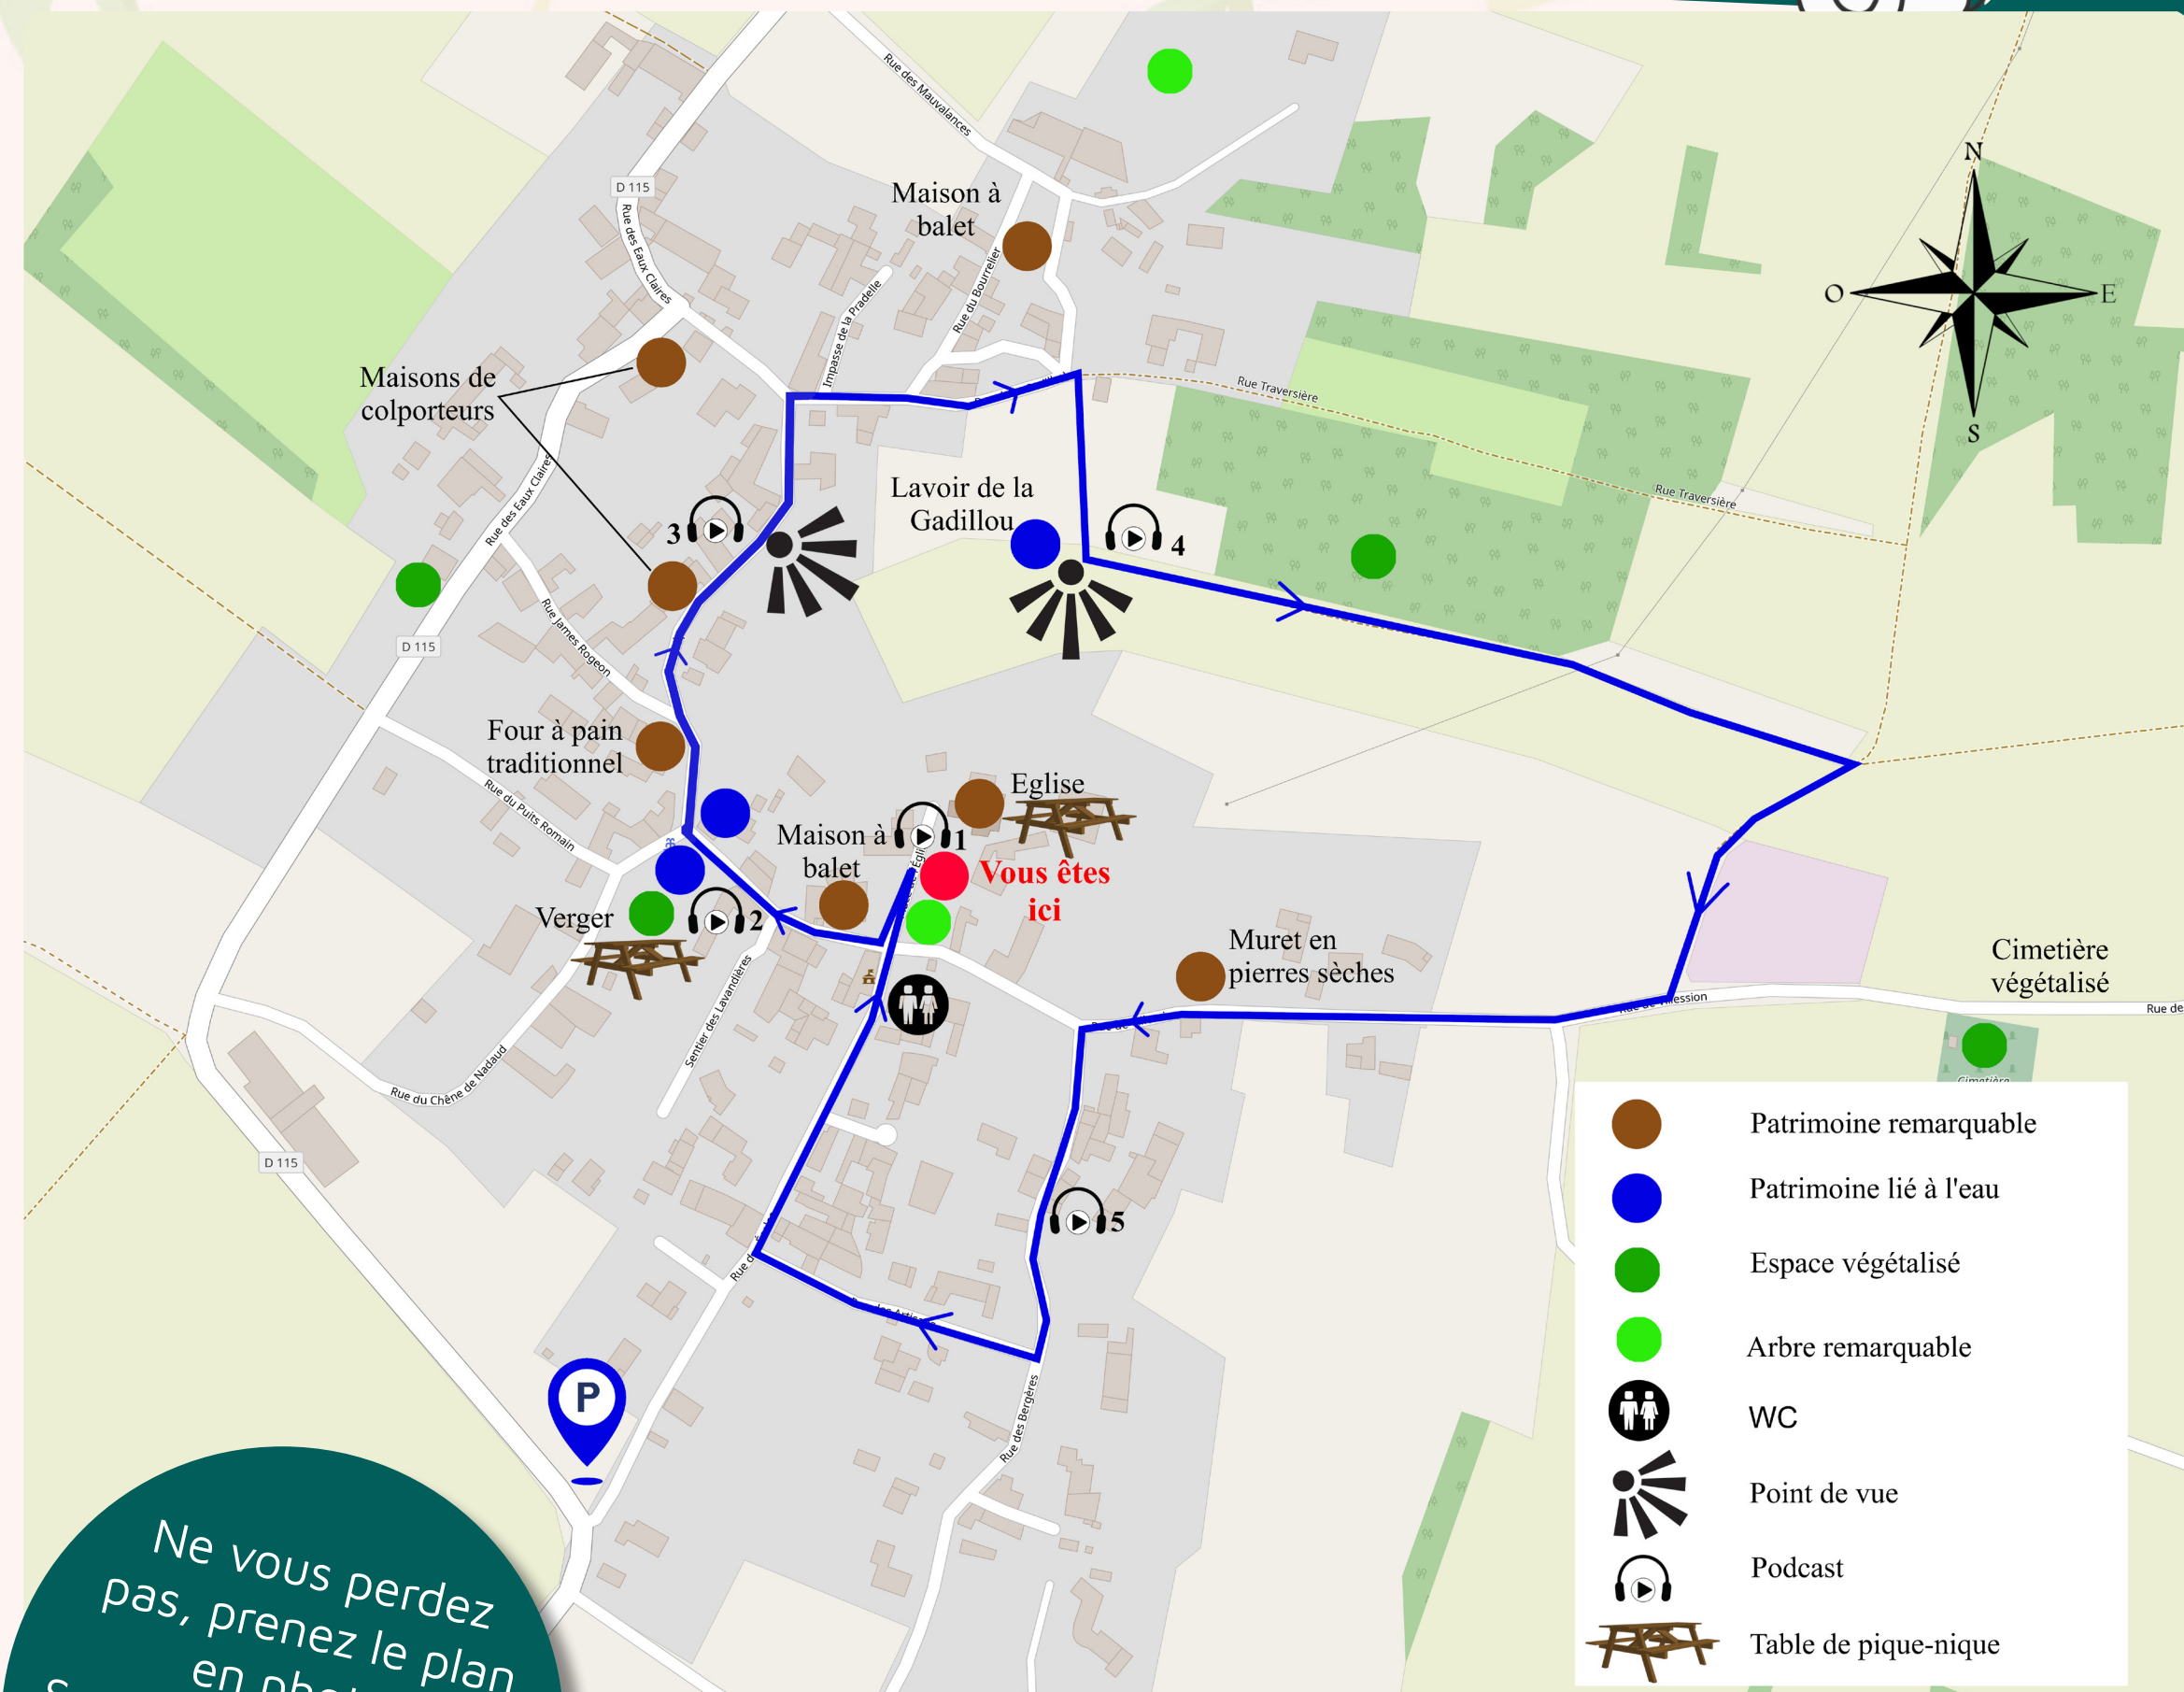 Rue des Mauvalances
D 115
Rue des Eaux Claires
Maison à
balet
Rue du Bourrelier
Impasse de la Pradelle
N
O
E
S
Maisons de
colporteurs
Rue Traversière
Rue Traversière
Rue des Eaux Claires
3
Lavoir de la
Gadillou
4
Rue James Rogeon
D 115
Four à pain
traditionnel
Rue du Puits Romain
Eglise
Maison à
balet
1
Vous êtes
ici
Verger
2
Sentier des Lavandières
Muret en
pierres sèches
Cimetière
végétalisé
Rue de
Cimetière
Rue du Chêne de Nadaud
D 115
5
Rue des Bergères
P
Patrimoine remarquable
Patrimoine lié à l'eau
Espace végétalisé
Arbre remarquable
WC
Point de vue
Podcast
Table de pique-nique
Ne vous perdez
pas, prenez le plan
en